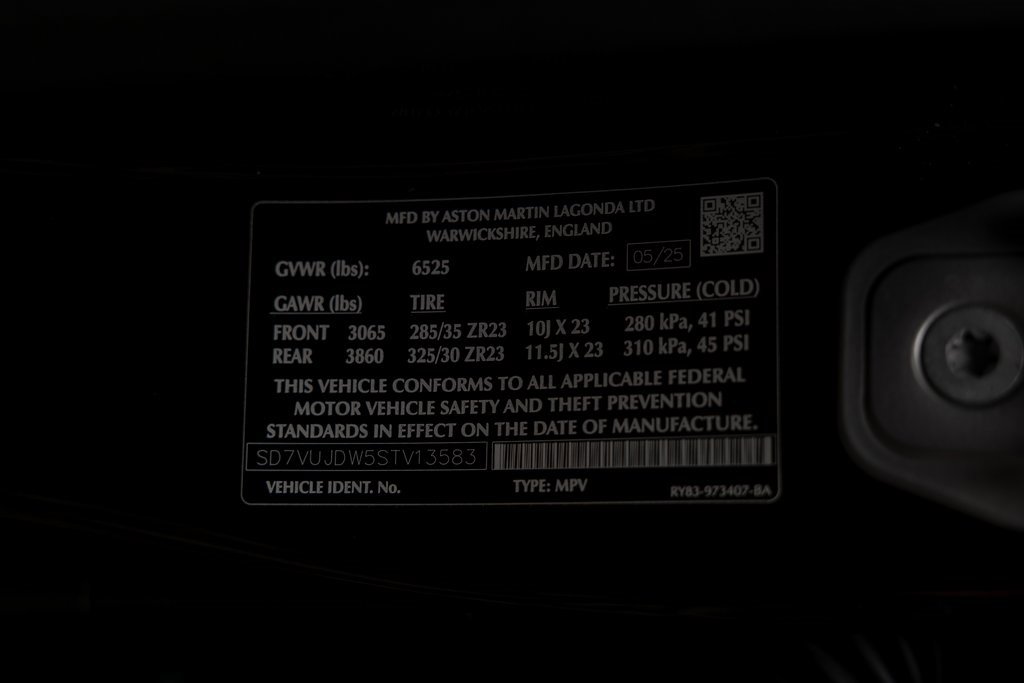 MFD BY ASTON MARTIN LAGONDA LTD
WARWICKSHIRE, ENGLAND
GVWR (lbs): 6525 MFD DATE: 05/25
GAWR (lbs) TIRE RIM PRESSURE (COLD)
FRONT 3065 285/35 ZR23 10J X 23 280 kPa, 41 PSI
REAR 3860 325/30 ZR23 11.5J X 23 310 kPa, 45 PSI
THIS VEHICLE CONFORMS TO ALL APPLICABLE FEDERAL
MOTOR VEHICLE SAFETY AND THEFT PREVENTION
STANDARDS IN EFFECT ON THE DATE OF MANUFACTURE.
SD7VUJDW5STV13583
VEHICLE IDENT. No. TYPE: MPV RY83-973407-BA